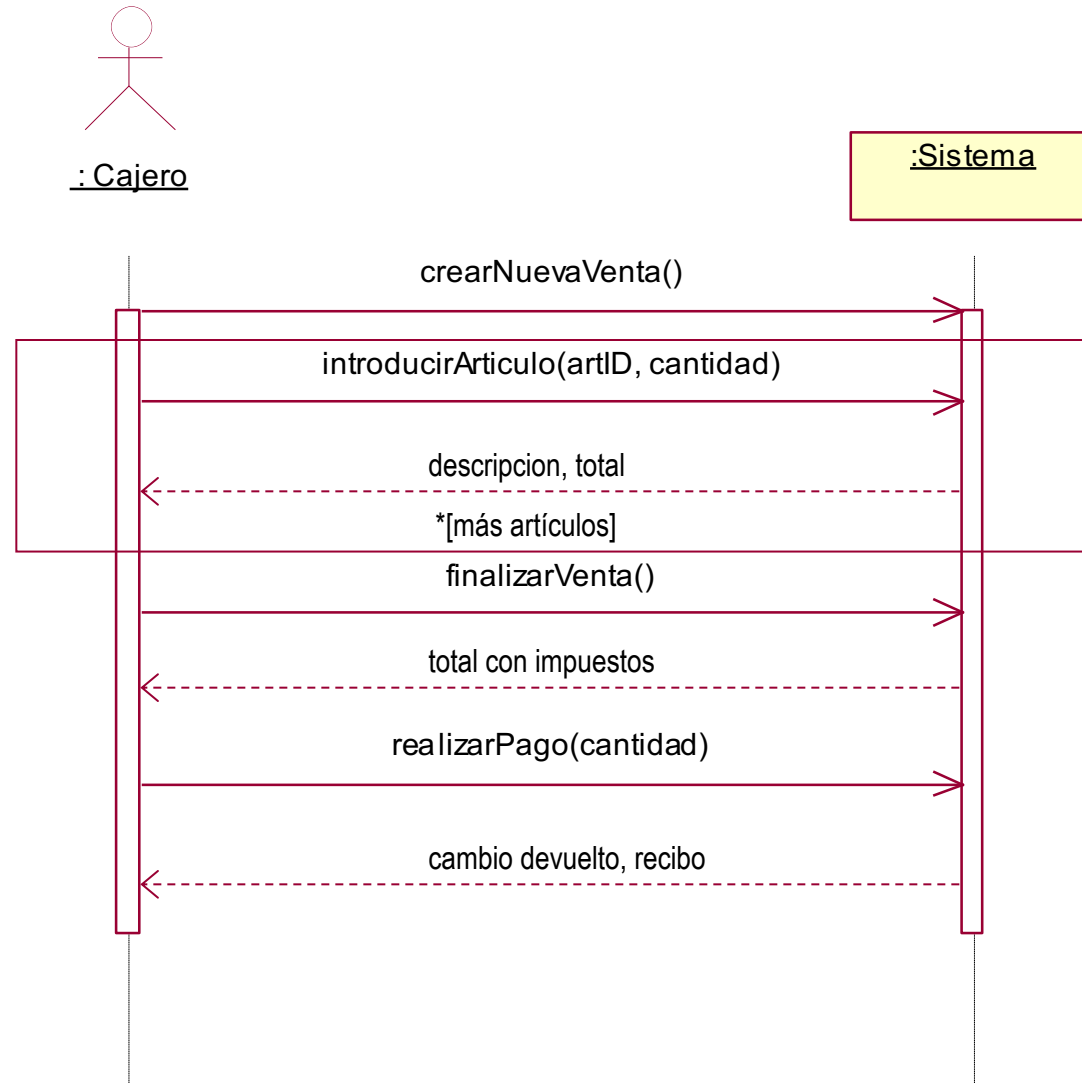 : Cajero
:Sistema
crearNuevaVenta()
introducirArticulo(artID, cantidad)
descripcion, total
*[más artículos]
finalizarVenta()
total con impuestos
realizarPago(cantidad)
cambio devuelto, recibo